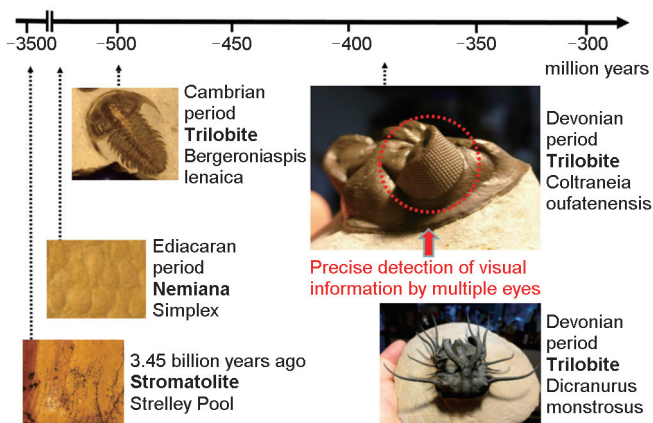 −3500 −500 −450 −400 −350 −300
million years
Cambrian
period
Trilobite
Bergeroniaspis
lenaica
Devonian
period
Trilobite
Coltraneia
oufatenensis
Ediacaran
period
Nemiana
Simplex
Precise detection of visual
information by multiple eyes
3.45 billion years ago
Stromatolite
Strelley Pool
Devonian
period
Trilobite
Dicranurus
monstrosus